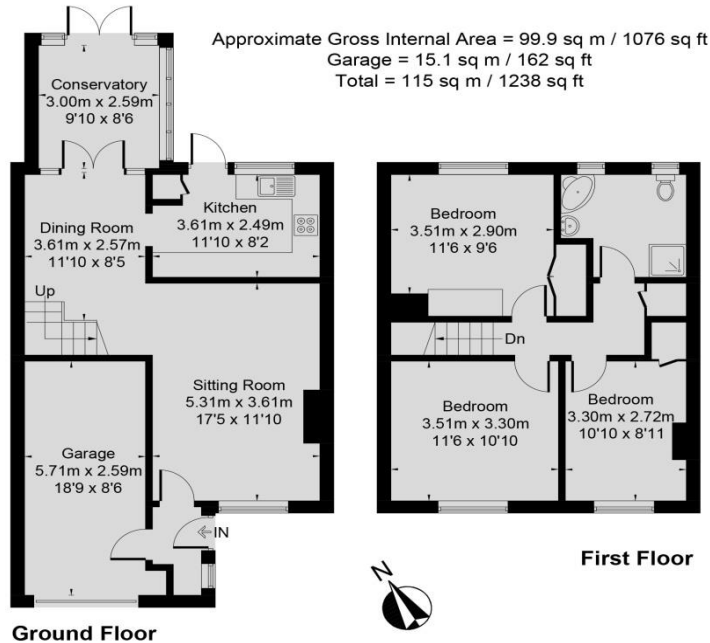 Approximate Gross Internal Area = 99.9 sq m / 1076 sq ft
Garage = 15.1 sq m / 162 sq ft
Total = 115 sq m / 1238 sq ft
Conservatory
3.00m x 2.59m
9'10 x 8'6
Dining Room
3.61m x 2.57m
11'10 x 8'5
Up
Kitchen
3.61m x 2.49m
11'10 x 8'2
Sitting Room
5.31m x 3.61m
17'5 x 11'10
Garage
5.71m x 2.59m
18'9 x 8'6
IN
Ground Floor
Bedroom
3.51m x 2.90m
11'6 x 9'6
Dn
Bedroom
3.51m x 3.30m
11'6 x 10'10
Bedroom
3.30m x 2.72m
10'10 x 8'11
First Floor
N